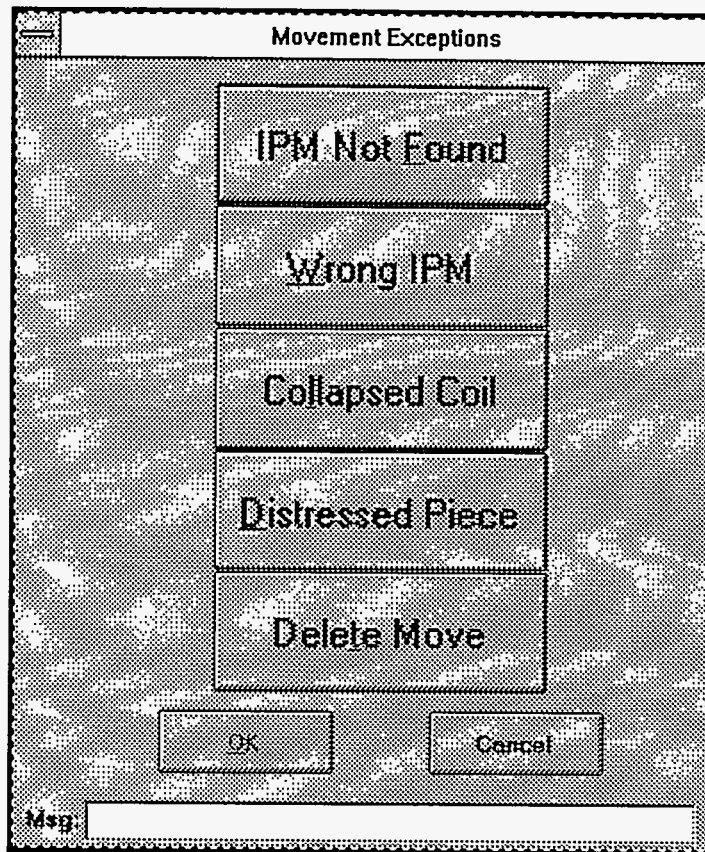 Movement Exceptions
IPM Not Found
Wrong IPM
Collapsed Coil
Distressed Piece
Delete Move
OK
Cancel
Msg: